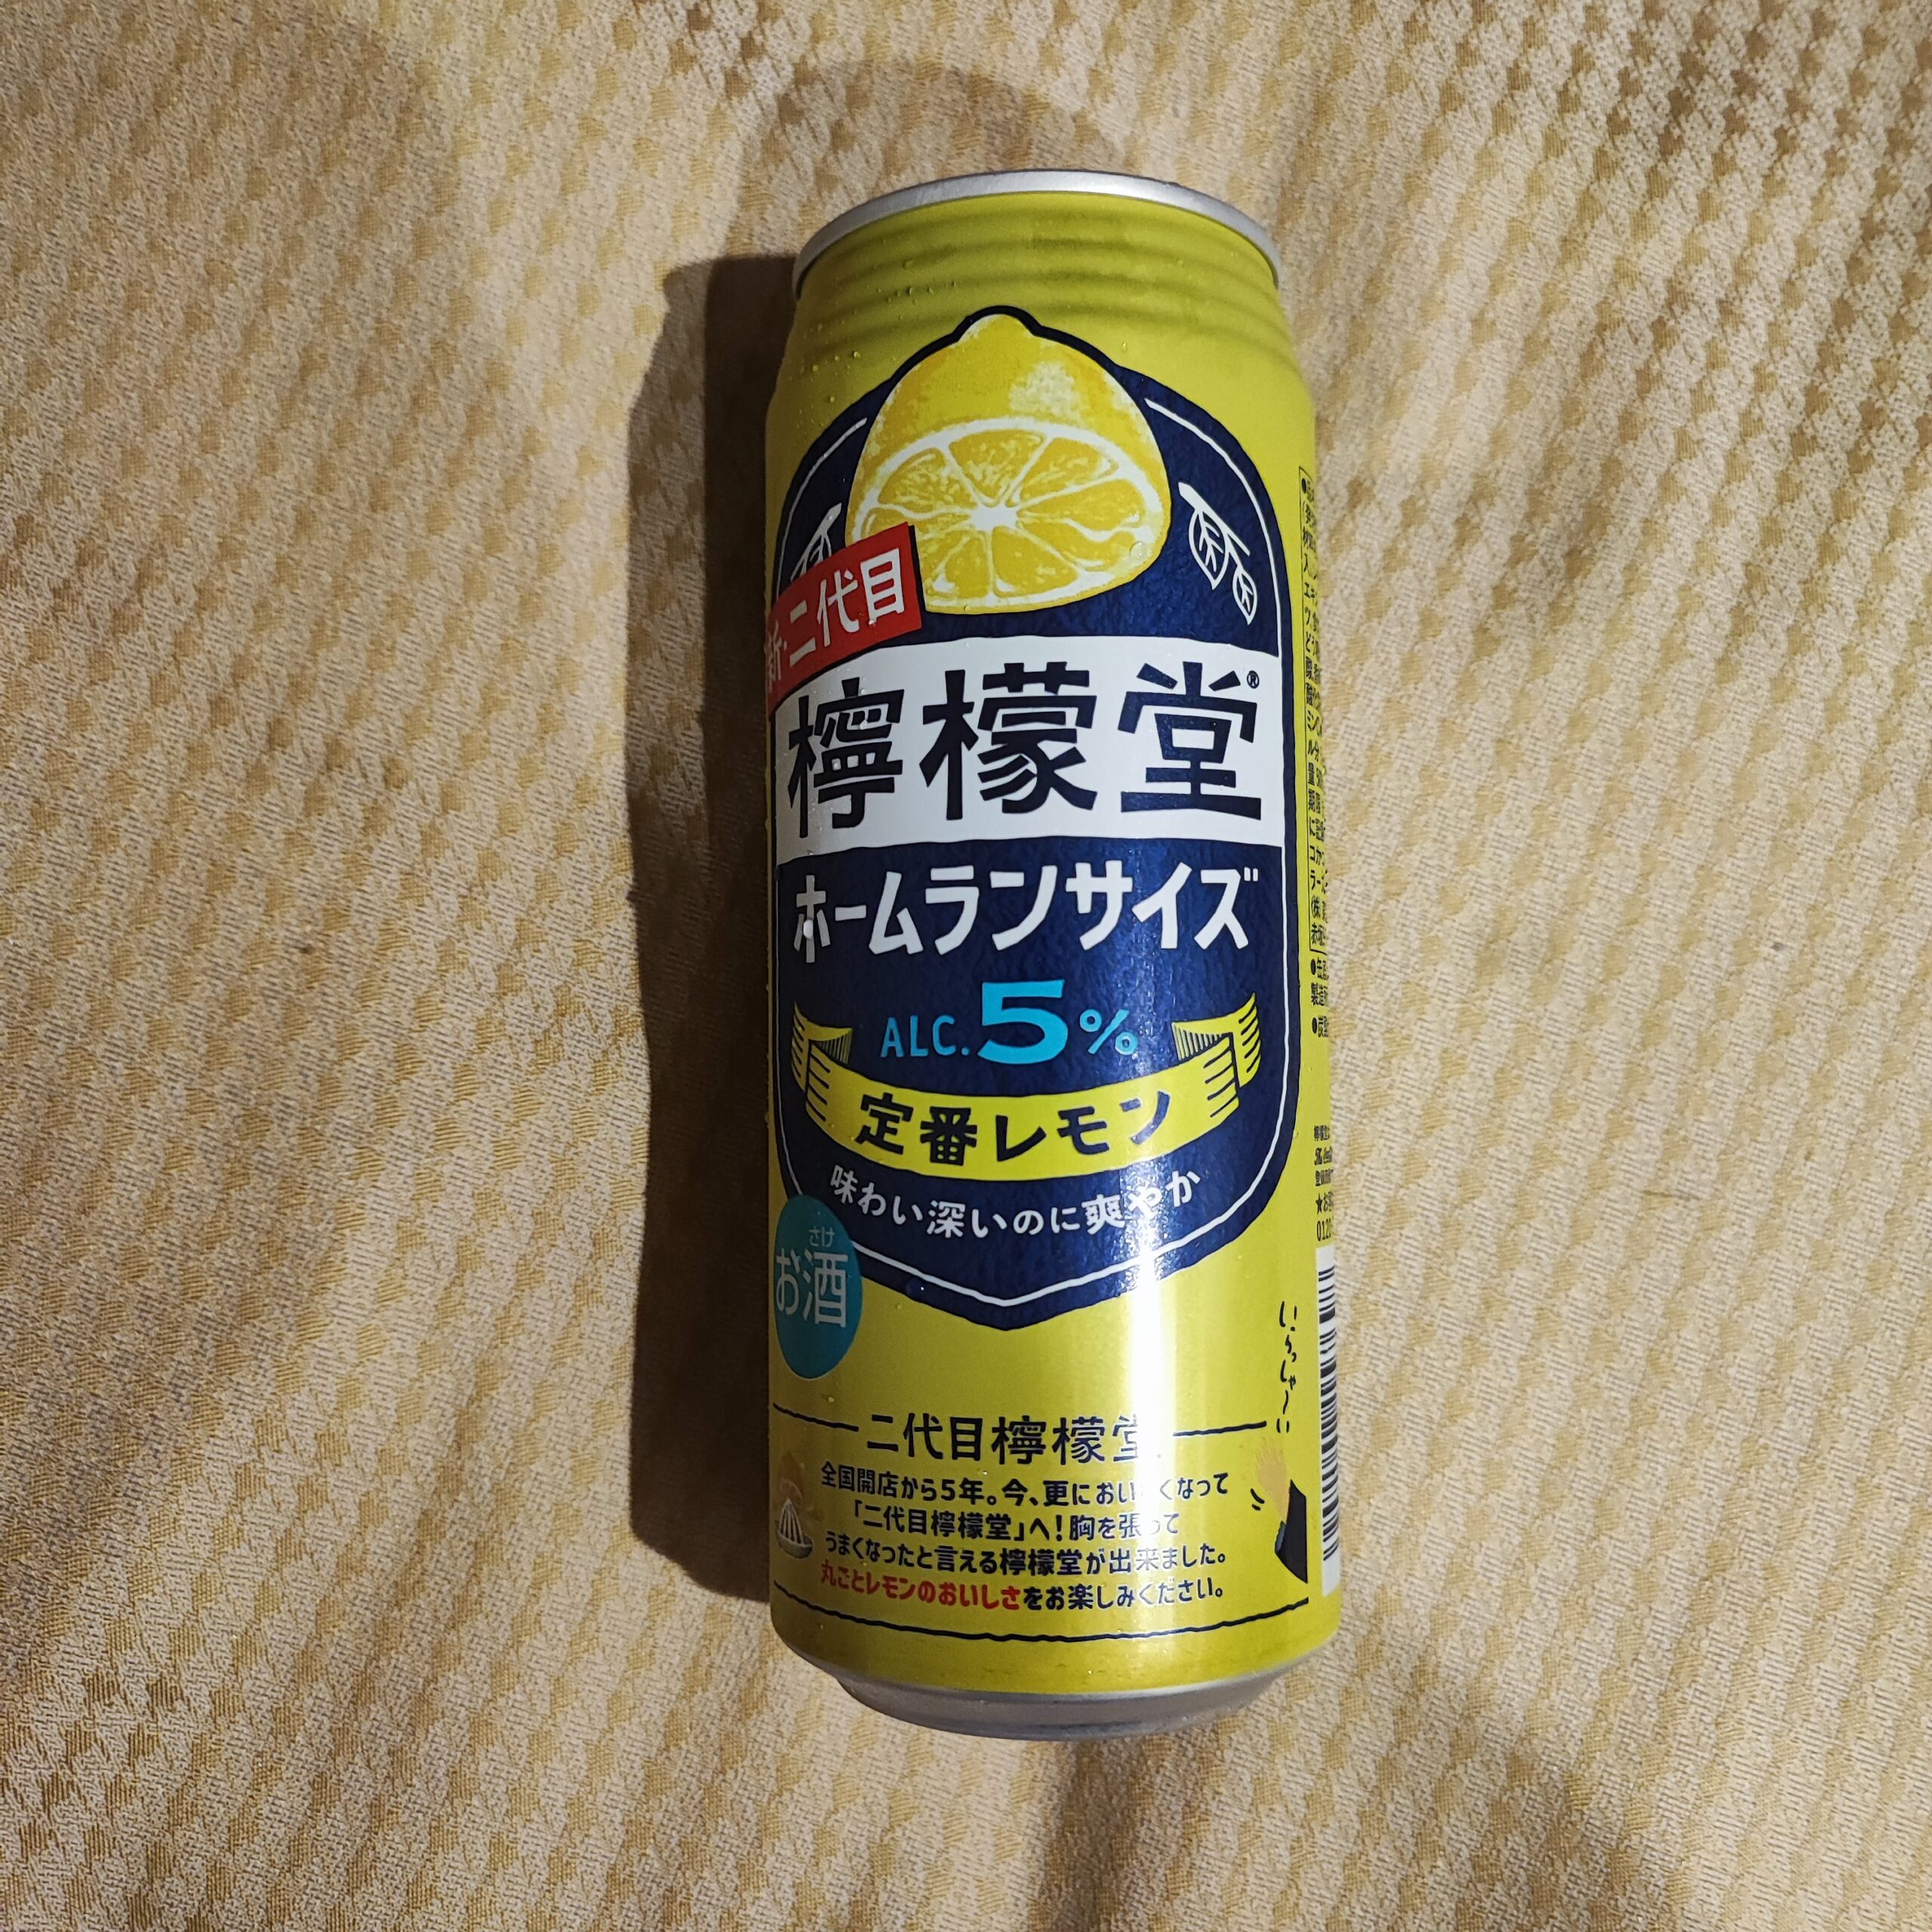 新・二代目
檸檬堂®
ホームランサイズ
ALC.5%
定番レモン
味わい深いのに爽やか
さけ
お酒
いらっしゃ〜い
二代目檸檬堂
全国開店から5年。今、更においしくなって
「二代目檸檬堂」へ!胸を張って
うまくなったと言える檸檬堂が出来ました。
丸ごとレモンのおいしさをお楽しみください。